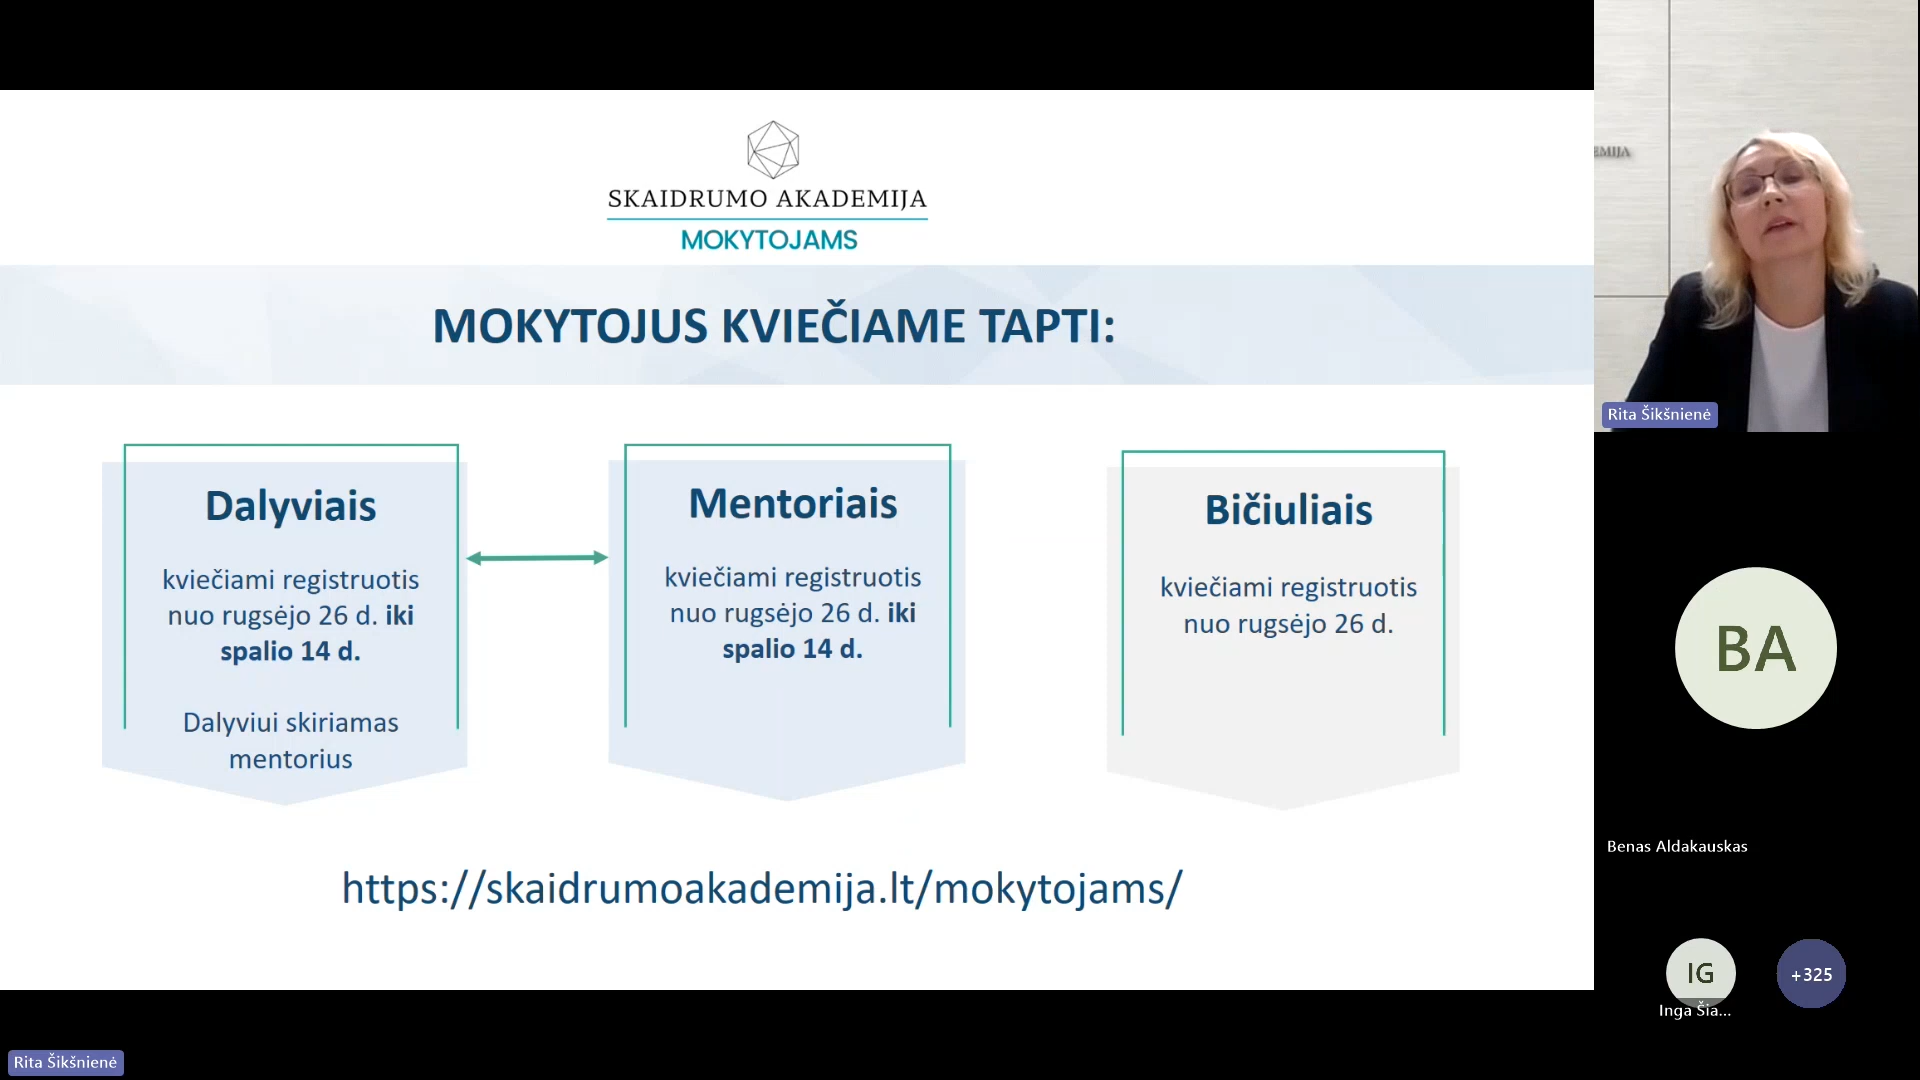 SKAIDRUMO AKADEMIJA
MOKYTOJAMS
MOKYTOJUS KVIEČIAME TAPTI:
Dalyviais
kviečiami registruotis
nuo rugsėjo 26 d. iki
spalio 14 d.
Dalyviui skiriamas
mentorius
Mentoriais
kviečiami registruotis
nuo rugsėjo 26 d. iki
spalio 14 d.
Bičiuliais
kviečiami registruotis
nuo rugsėjo 26 d.
https://skaidrumoakademija.lt/mokytojams/
EMIJA
Rita Šikšnienė
BA
Benas Aldakauskas
IG
+325
Inga Šia...
Rita Šikšnienė